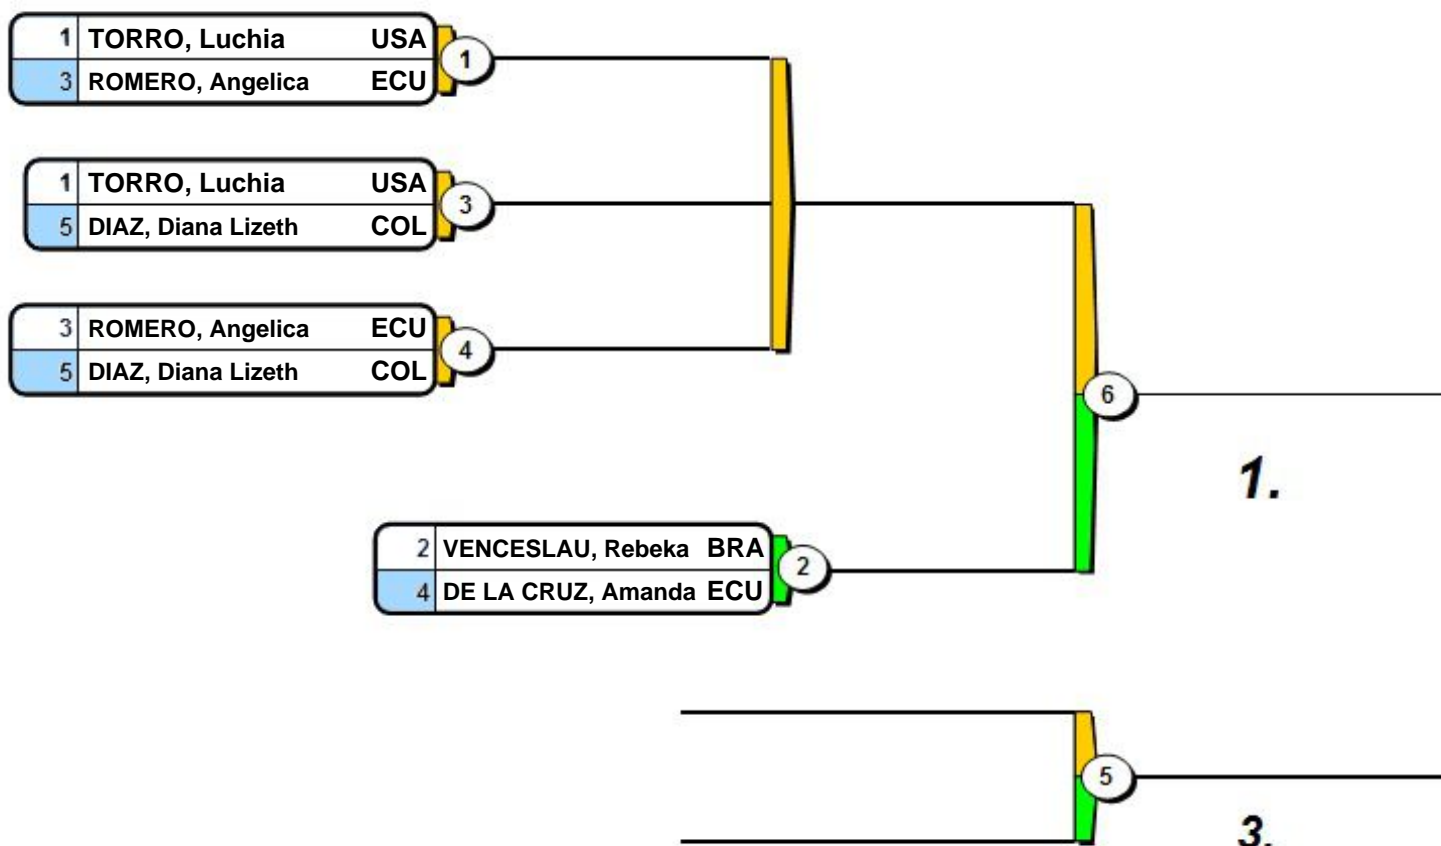 1 TORRO, Luchia USA
3 ROMERO, Angelica ECU
1
1 TORRO, Luchia USA
5 DIAZ, Diana Lizeth COL
3
3 ROMERO, Angelica ECU
5 DIAZ, Diana Lizeth COL
4
6
1.
2 VENCESLAU, Rebeka BRA
4 DE LA CRUZ, Amanda ECU
2
5
3.